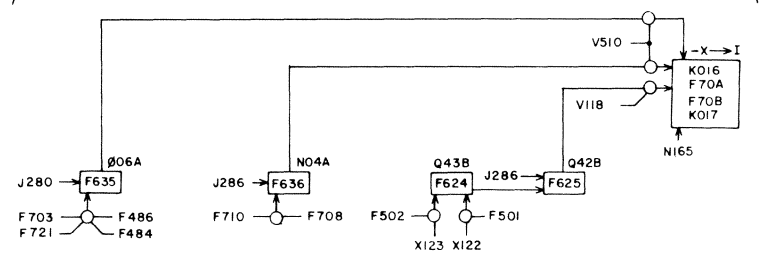 V510
-X→I
K016
F70A
F70B
K017
V118
N165
Ø06A
J280 F635
F703 F486
F721 F484
N04A
J286 F636
F710 F708
Q43B
F624
F502 F501
X123 X122
Q42B
J286 F625